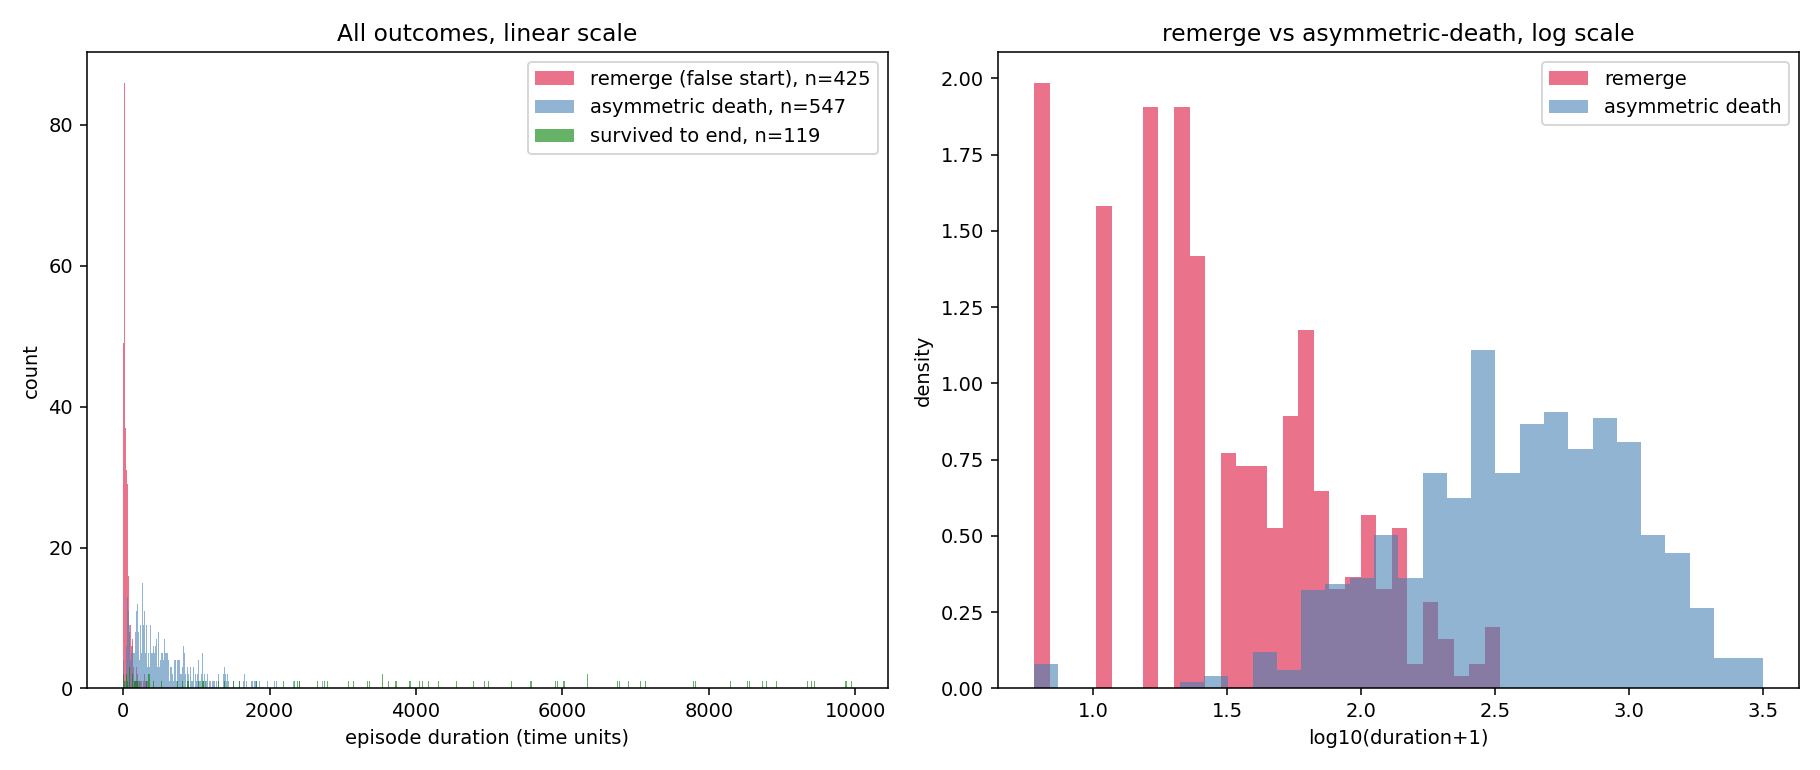 All outcomes, linear scale
remerge (false start), n=425
asymmetric death, n=547
survived to end, n=119
80
60
40
20
0
count
0
2000
4000
6000
8000
10000
episode duration (time units)
remerge vs asymmetric-death, log scale
remerge
asymmetric death
2.00
1.75
1.50
1.25
1.00
0.75
0.50
0.25
0.00
density
1.0
1.5
2.0
2.5
3.0
3.5
log10(duration+1)